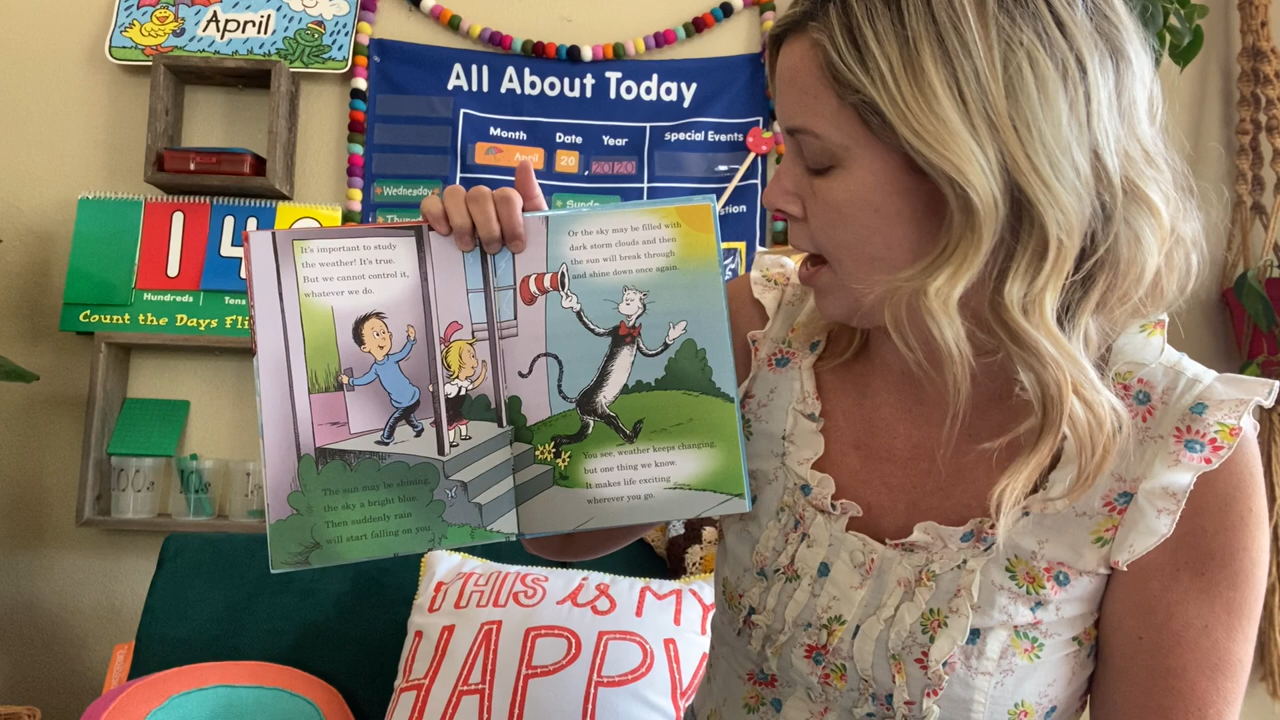 April
All About Today
Month
Date
Year
Special Events
April
20
, 2020
Wednesday
1 4
Hundreds
Tens
Count the Days
It's important to study
the weather! It's true.
But we cannot control it,
whatever we do.
The sun may be shining,
the sky a bright blue.
Then suddenly rain
will start falling on you.
Or the sky may be filled with
dark storm clouds and then
the sun will break through
and shine down once again.
You see, weather keeps changing,
but one thing we know.
It makes life exciting
wherever you go.
100s
10s
THIS is MY
HAPPY